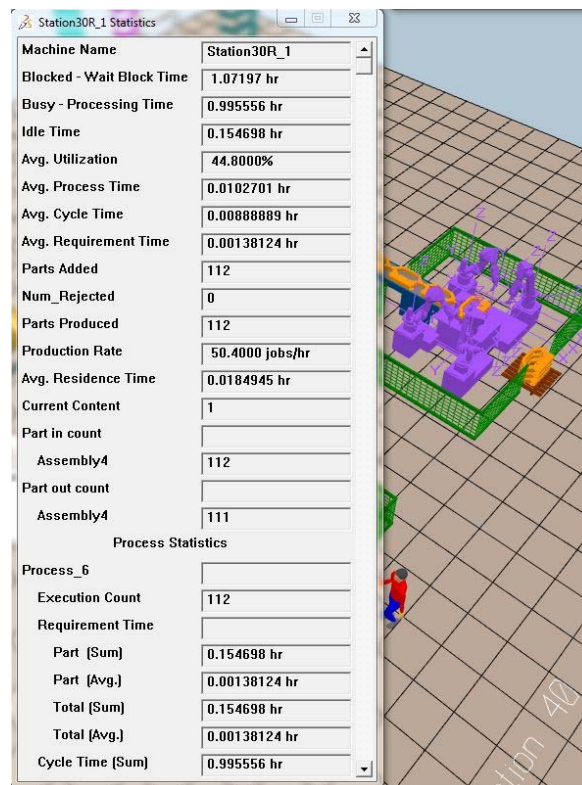 Station30R_1 Statistics
Machine Name Station30R_1
Blocked - Wait Block Time 1.07197 hr
Busy - Processing Time 0.995556 hr
Idle Time 0.154698 hr
Avg. Utilization 44.8000%
Avg. Process Time 0.0102701 hr
Avg. Cycle Time 0.00888889 hr
Avg. Requirement Time 0.00138124 hr
Parts Added 112
Num_Rejected 0
Parts Produced 112
Production Rate 50.4000 jobs/hr
Avg. Residence Time 0.0184945 hr
Current Content 1
Part in count
Assembly4 112
Part out count
Assembly4 111
Process Statistics
Process_6
Execution Count 112
Requirement Time
Part (Sum) 0.154698 hr
Part (Avg.) 0.00138124 hr
Total (Sum) 0.154698 hr
Total (Avg.) 0.00138124 hr
Cycle Time (Sum) 0.995556 hr
Z
Z
Y
tion 40